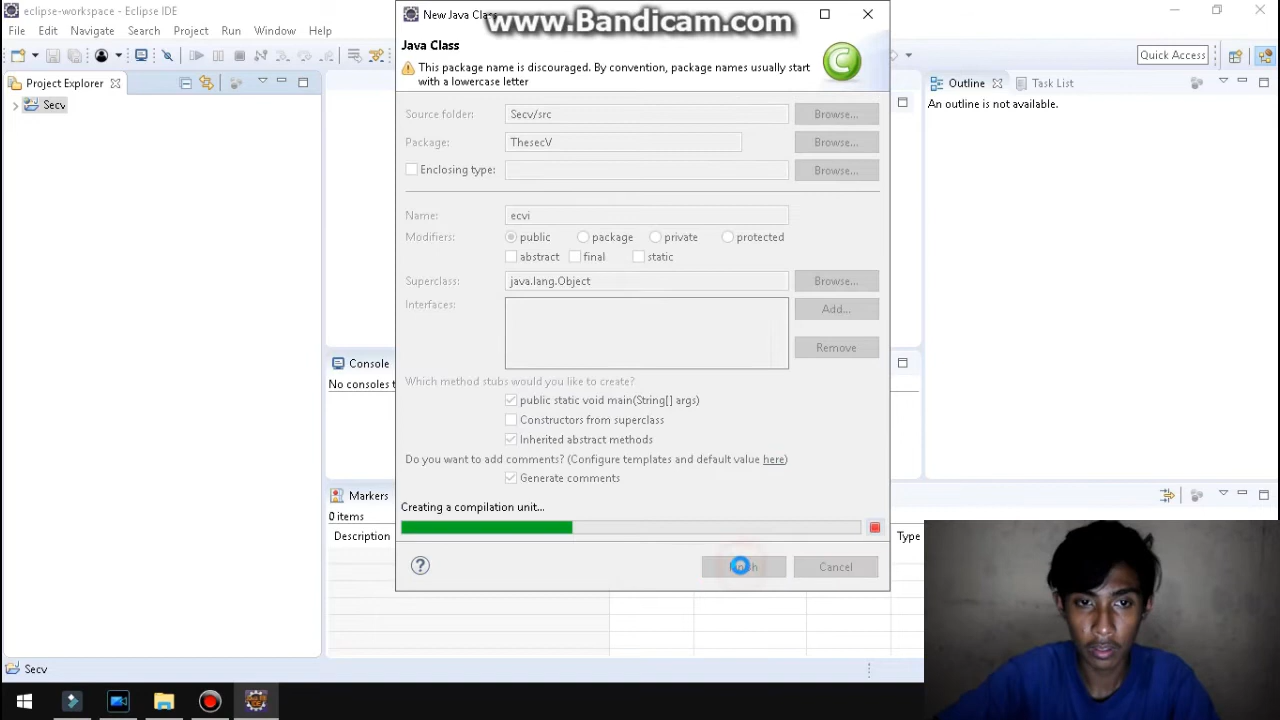 eclipse-workspace - Eclipse IDE
File Edit Navigate Search Project Run Window Help
Quick Access
Project Explorer
Secv
New Java Class
www.Bandicam.com
Java Class
This package name is discouraged. By convention, package names usually start
with a lowercase letter
Source folder: Secv/src Browse...
Package: ThesecV Browse...
Enclosing type: Browse...
Name: ecvi
Modifiers: public package private protected
abstract final static
Superclass: java.lang.Object Browse...
Interfaces: Add...
Remove
Which method stubs would you like to create?
public static void main(String[] args)
Constructors from superclass
Inherited abstract methods
Do you want to add comments? (Configure templates and default value here)
Generate comments
Creating a compilation unit...
Cancel
Console
No consoles t
Markers
0 items
Description
Type
Outline Task List
An outline is not available.
Secv